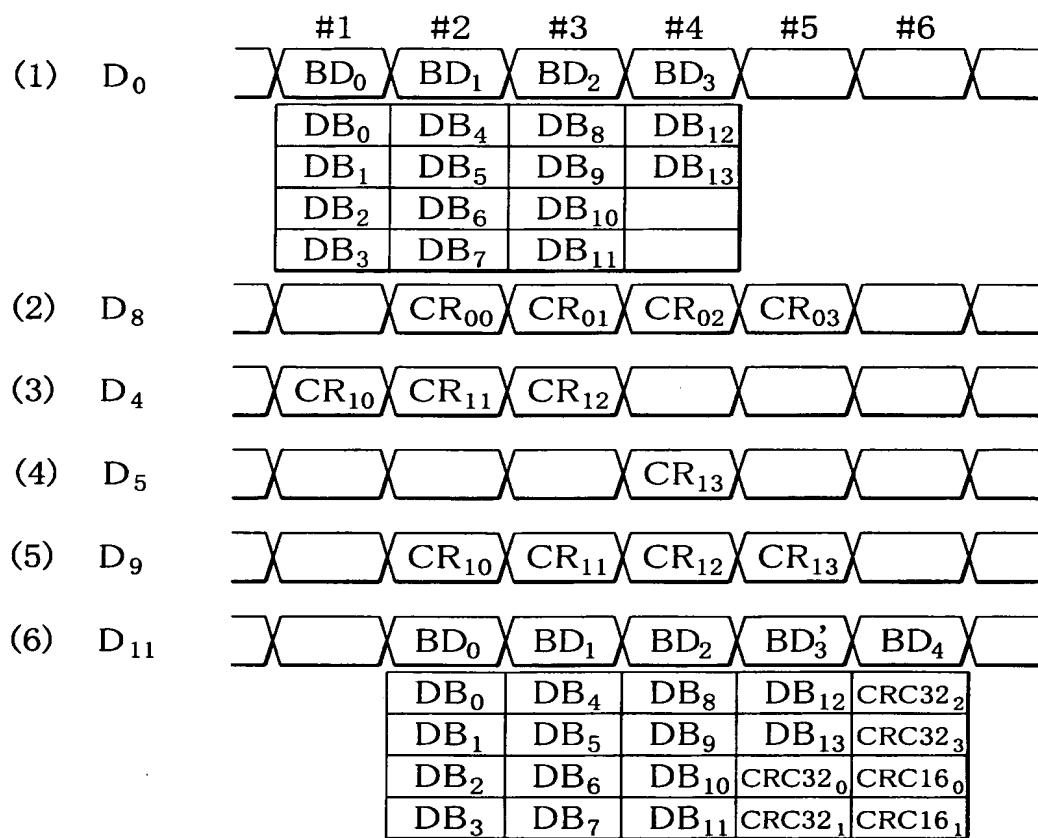 #1 #2 #3 #4 #5 #6
(1) D₀ BD₀ BD₁ BD₂ BD₃
DB₀ DB₄ DB₈ DB₁₂
DB₁ DB₅ DB₉ DB₁₃
DB₂ DB₆ DB₁₀
DB₃ DB₇ DB₁₁
(2) D₈ CR₀₀ CR₀₁ CR₀₂ CR₀₃
(3) D₄ CR₁₀ CR₁₁ CR₁₂
(4) D₅ CR₁₃
(5) D₉ CR₁₀ CR₁₁ CR₁₂ CR₁₃
(6) D₁₁ BD₀ BD₁ BD₂ BD₃' BD₄
DB₀ DB₄ DB₈ DB₁₂ CRC32₂
DB₁ DB₅ DB₉ DB₁₃ CRC32₃
DB₂ DB₆ DB₁₀ CRC32₀ CRC16₀
DB₃ DB₇ DB₁₁ CRC32₁ CRC16₁